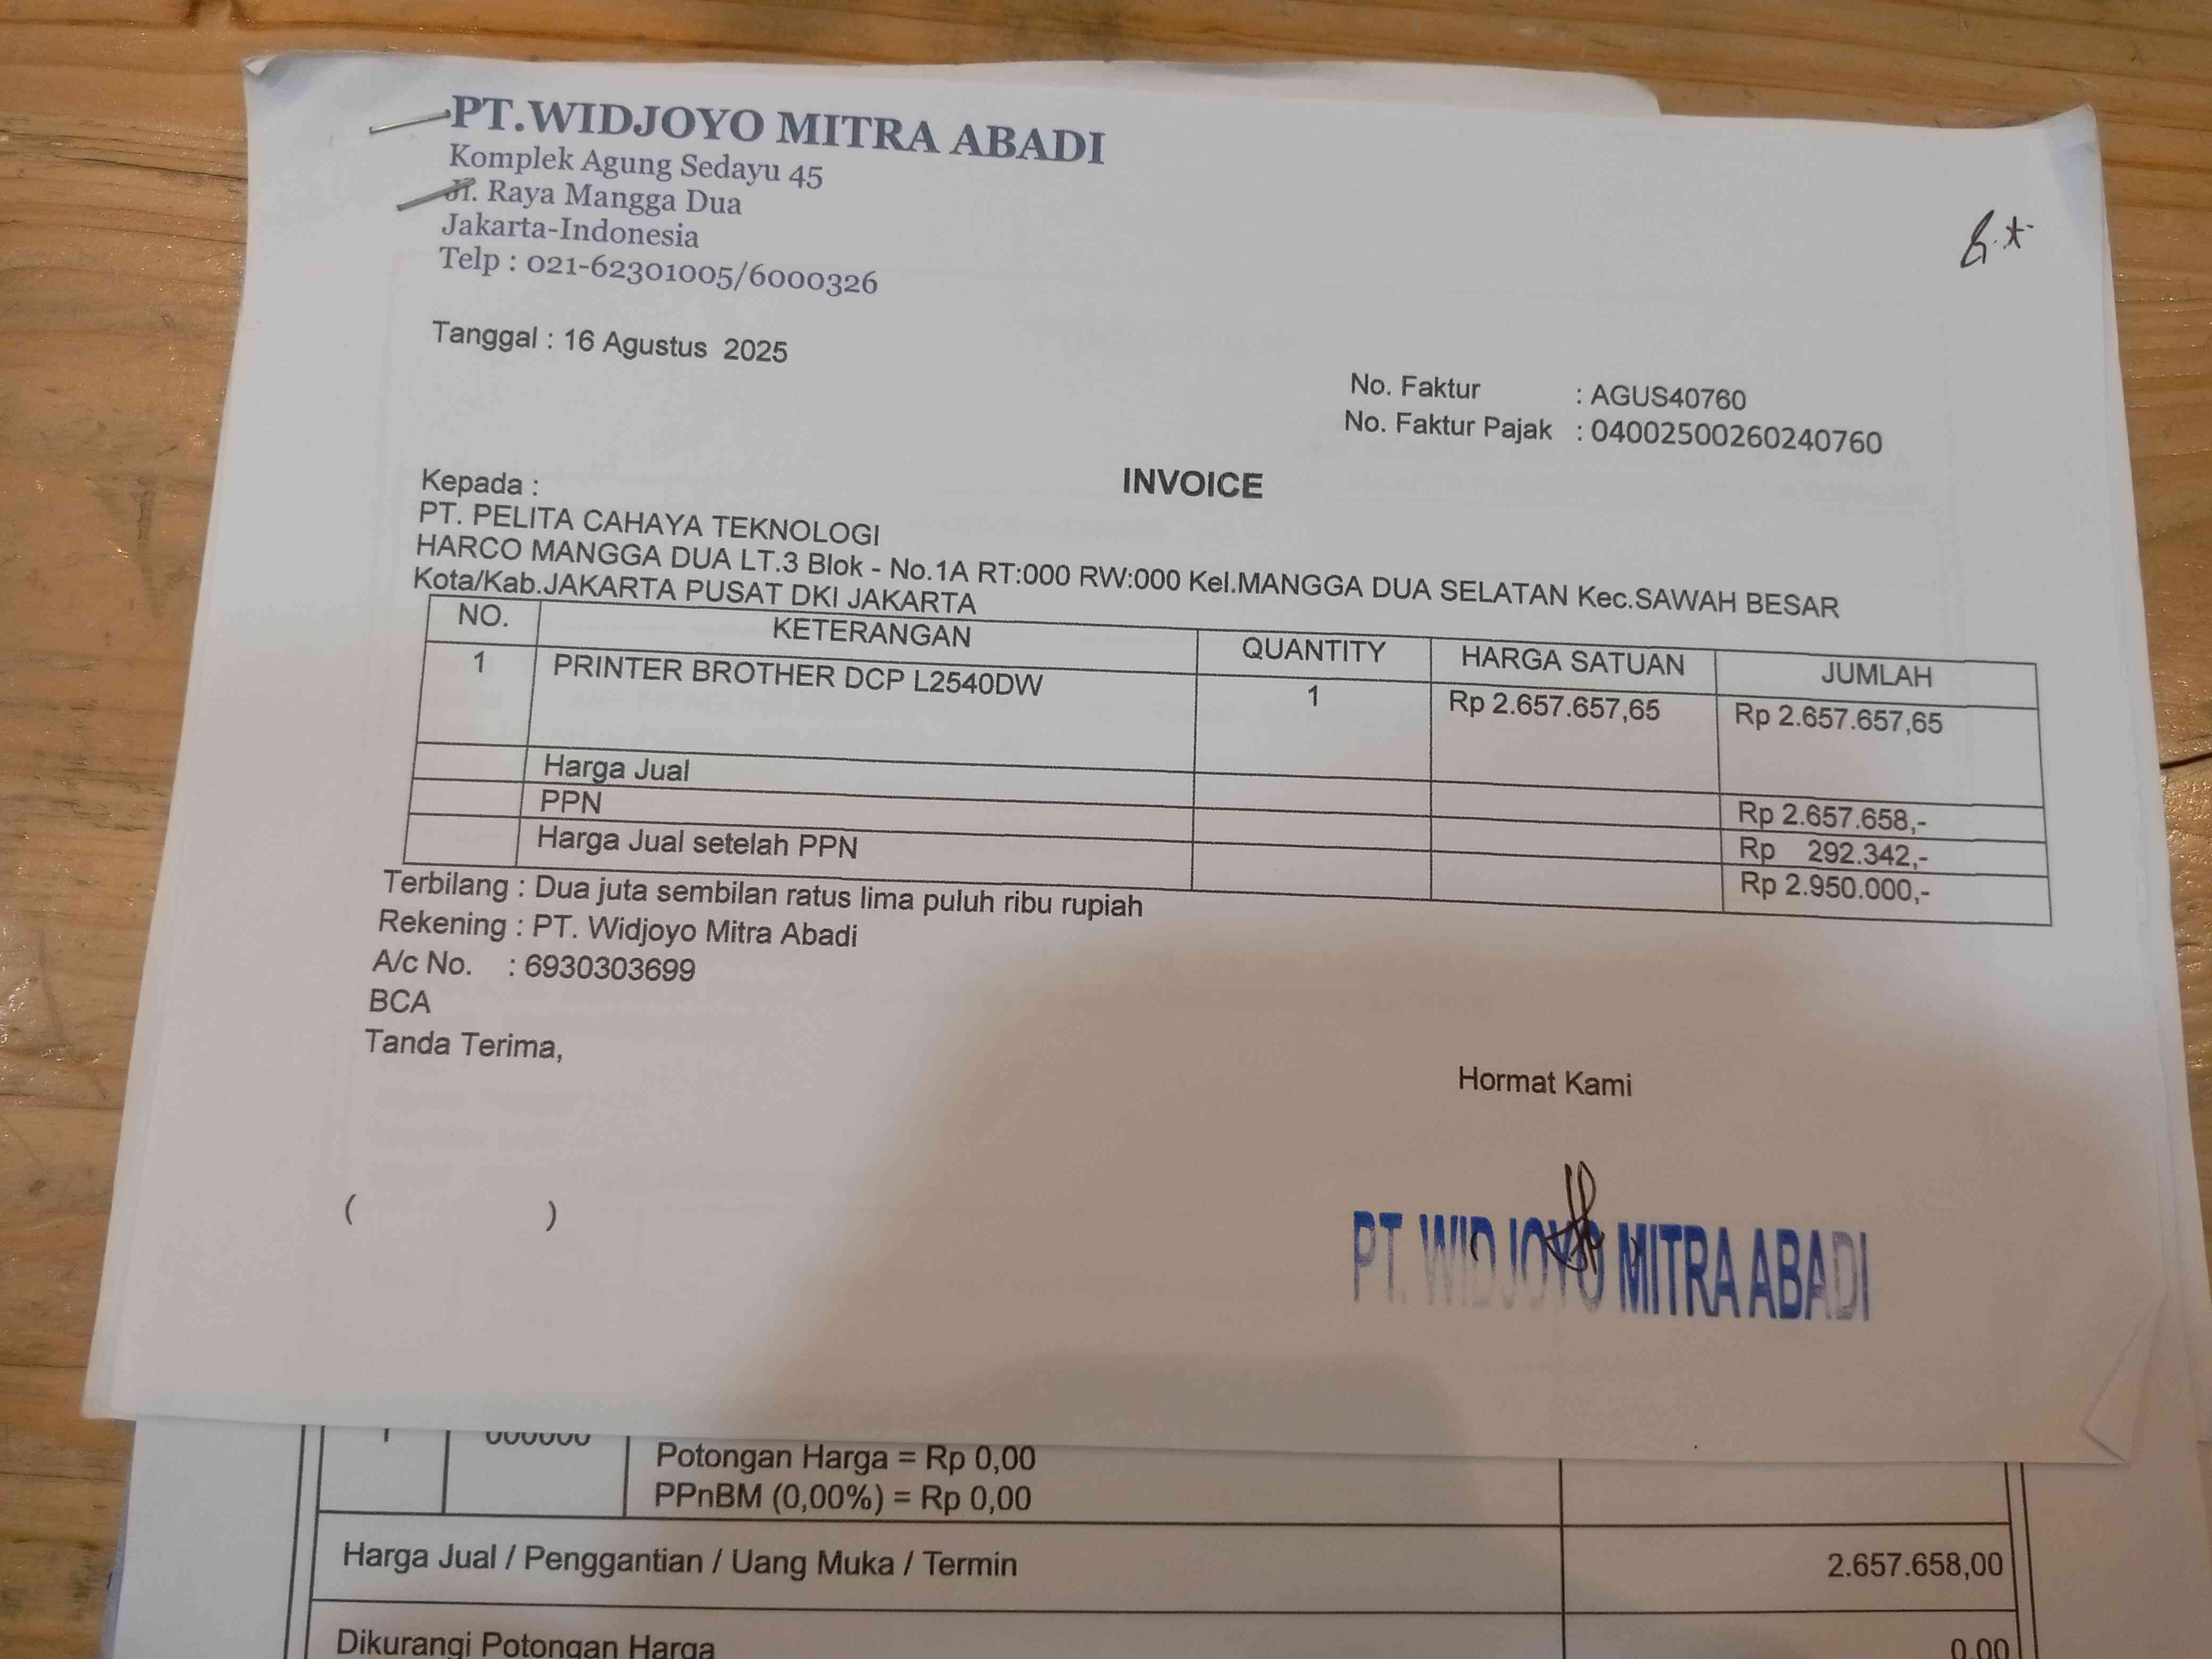 PT.WIDJOYO MITRA ABADI
Komplek Agung Sedayu 45
Jl. Raya Mangga Dua
Jakarta-Indonesia
Telp : 021-62301005/6000326
Tanggal : 16 Agustus 2025
No. Faktur : AGUS40760
No. Faktur Pajak : 04002500260240760
INVOICE
Kepada :
PT. PELITA CAHAYA TEKNOLOGI
HARCO MANGGA DUA LT.3 Blok - No.1A RT:000 RW:000 Kel.MANGGA DUA SELATAN Kec.SAWAH BESAR
Kota/Kab.JAKARTA PUSAT DKI JAKARTA
NO. KETERANGAN QUANTITY HARGA SATUAN JUMLAH
1 PRINTER BROTHER DCP L2540DW 1 Rp 2.657.657,65 Rp 2.657.657,65
Harga Jual Rp 2.657.658,-
PPN Rp 292.342,-
Harga Jual setelah PPN Rp 2.950.000,-
Terbilang : Dua juta sembilan ratus lima puluh ribu rupiah
Rekening : PT. Widjoyo Mitra Abadi
A/c No. : 6930303699
BCA
Tanda Terima,
Hormat Kami
( )
PT. WIDJOYO MITRA ABADI
1 000000 Potongan Harga = Rp 0,00
PPnBM (0,00%) = Rp 0,00
Harga Jual / Penggantian / Uang Muka / Termin 2.657.658,00
Dikurangi Potongan Harga 0,00